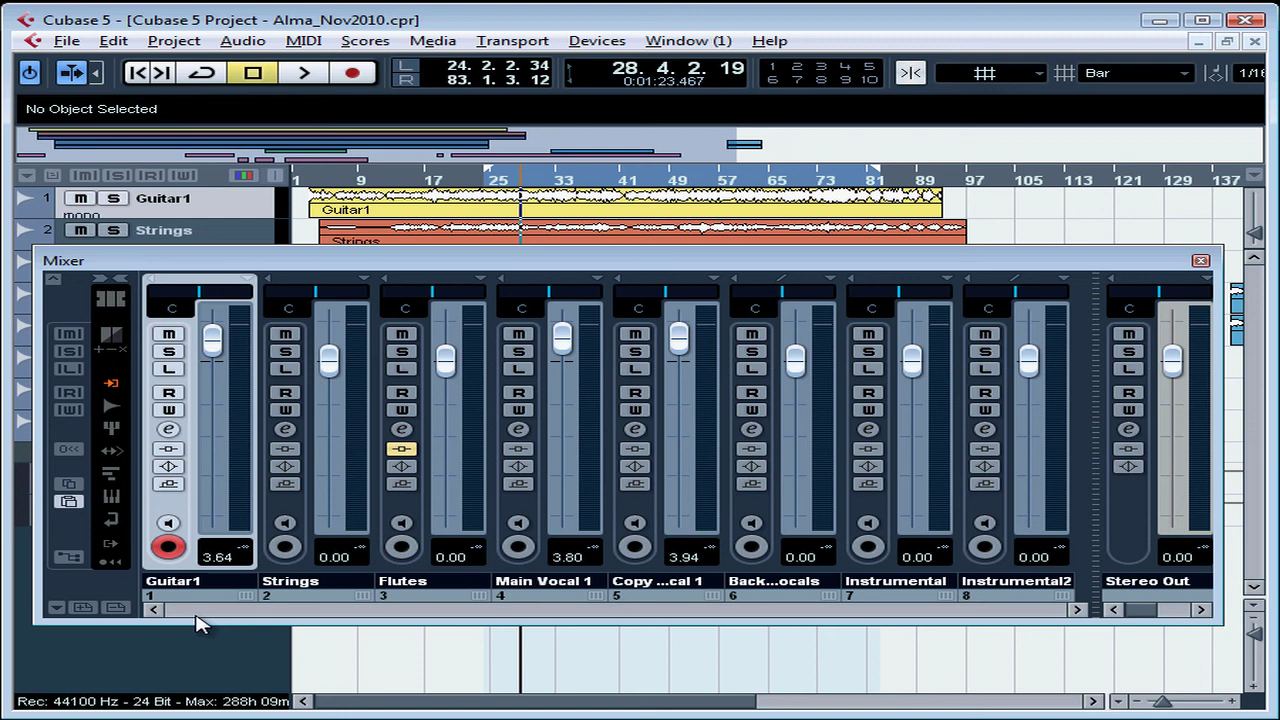 Cubase 5 - [Cubase 5 Project - Alma_Nov2010.cpr]
File Edit Project Audio MIDI Scores Media Transport Devices Window (1) Help
L 24. 2. 2. 34
R 83. 1. 3. 12
28. 4. 2. 19
0:01:23.467
1 2 3 4 5
6 7 8 9 10
Bar
1/16
No Object Selected
1 9 17 25 33 41 49 57 65 73 81 89 97 105 113 121 129 137
1 M S Guitar1
mono
Guitar1
2 M S Strings
Strings
Mixer
C C C C C C C C C
M M M M M M M M M
S S S S S S S S S
L L L L L L L L L
R R R R R R R R R
W W W W W W W W W
e e e e e e e e e
3.64 0.00 0.00 3.80 3.94 0.00 0.00 0.00 0.00
Guitar1 Strings Flutes Main Vocal 1 Copy ...cal 1 Back...ocals Instrumental Instrumental2 Stereo Out
1 2 3 4 5 6 7 8
Rec: 44100 Hz - 24 Bit - Max: 288h 09m